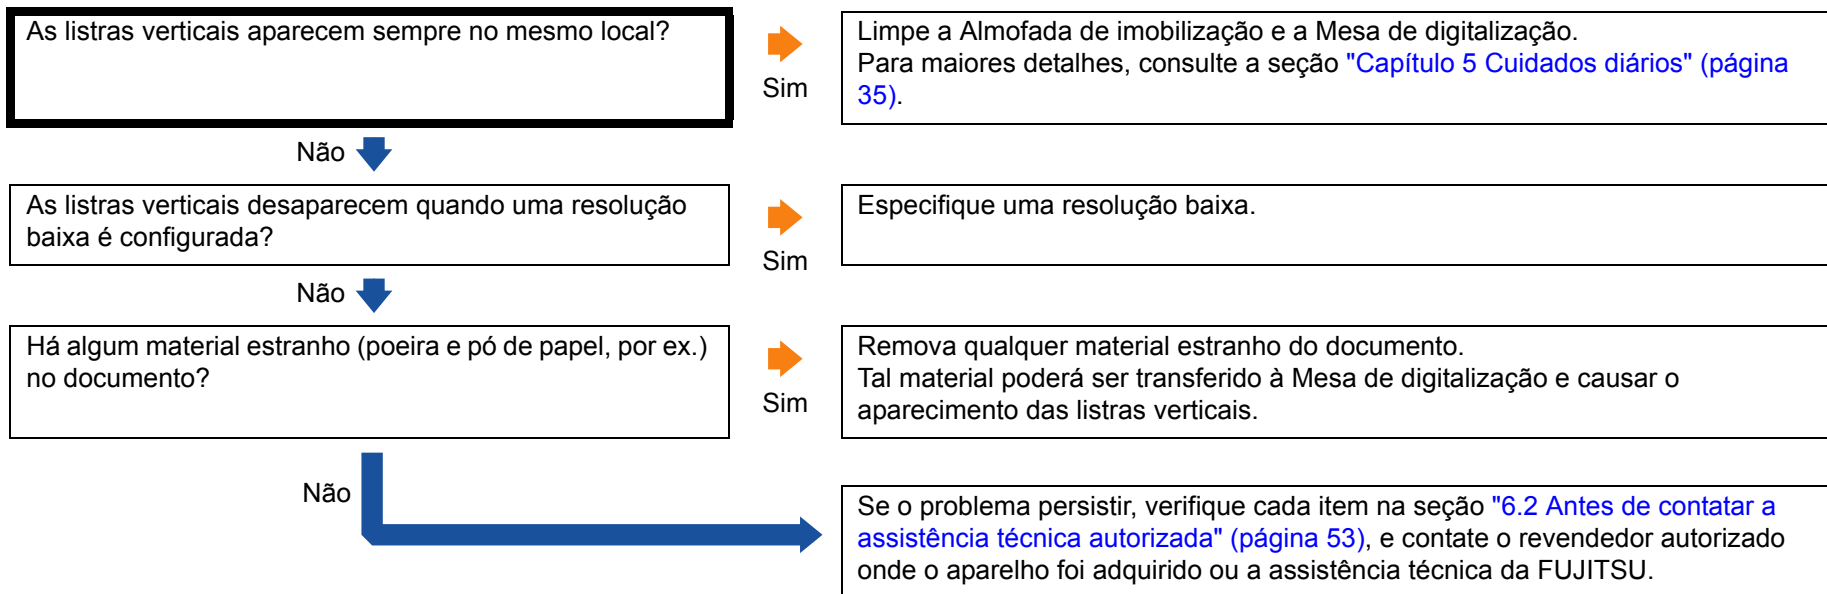 As listras verticais aparecem sempre no mesmo local?
Sim
Limpe a Almofada de imobilização e a Mesa de digitalização.
Para maiores detalhes, consulte a seção "Capítulo 5 Cuidados diários" (página
35).
Não
As listras verticais desaparecem quando uma resolução
baixa é configurada?
Sim
Especifique uma resolução baixa.
Não
Há algum material estranho (poeira e pó de papel, por ex.)
no documento?
Sim
Remova qualquer material estranho do documento.
Tal material poderá ser transferido à Mesa de digitalização e causar o
aparecimento das listras verticais.
Não
Se o problema persistir, verifique cada item na seção "6.2 Antes de contatar a
assistência técnica autorizada" (página 53), e contate o revendedor autorizado
onde o aparelho foi adquirido ou a assistência técnica da FUJITSU.